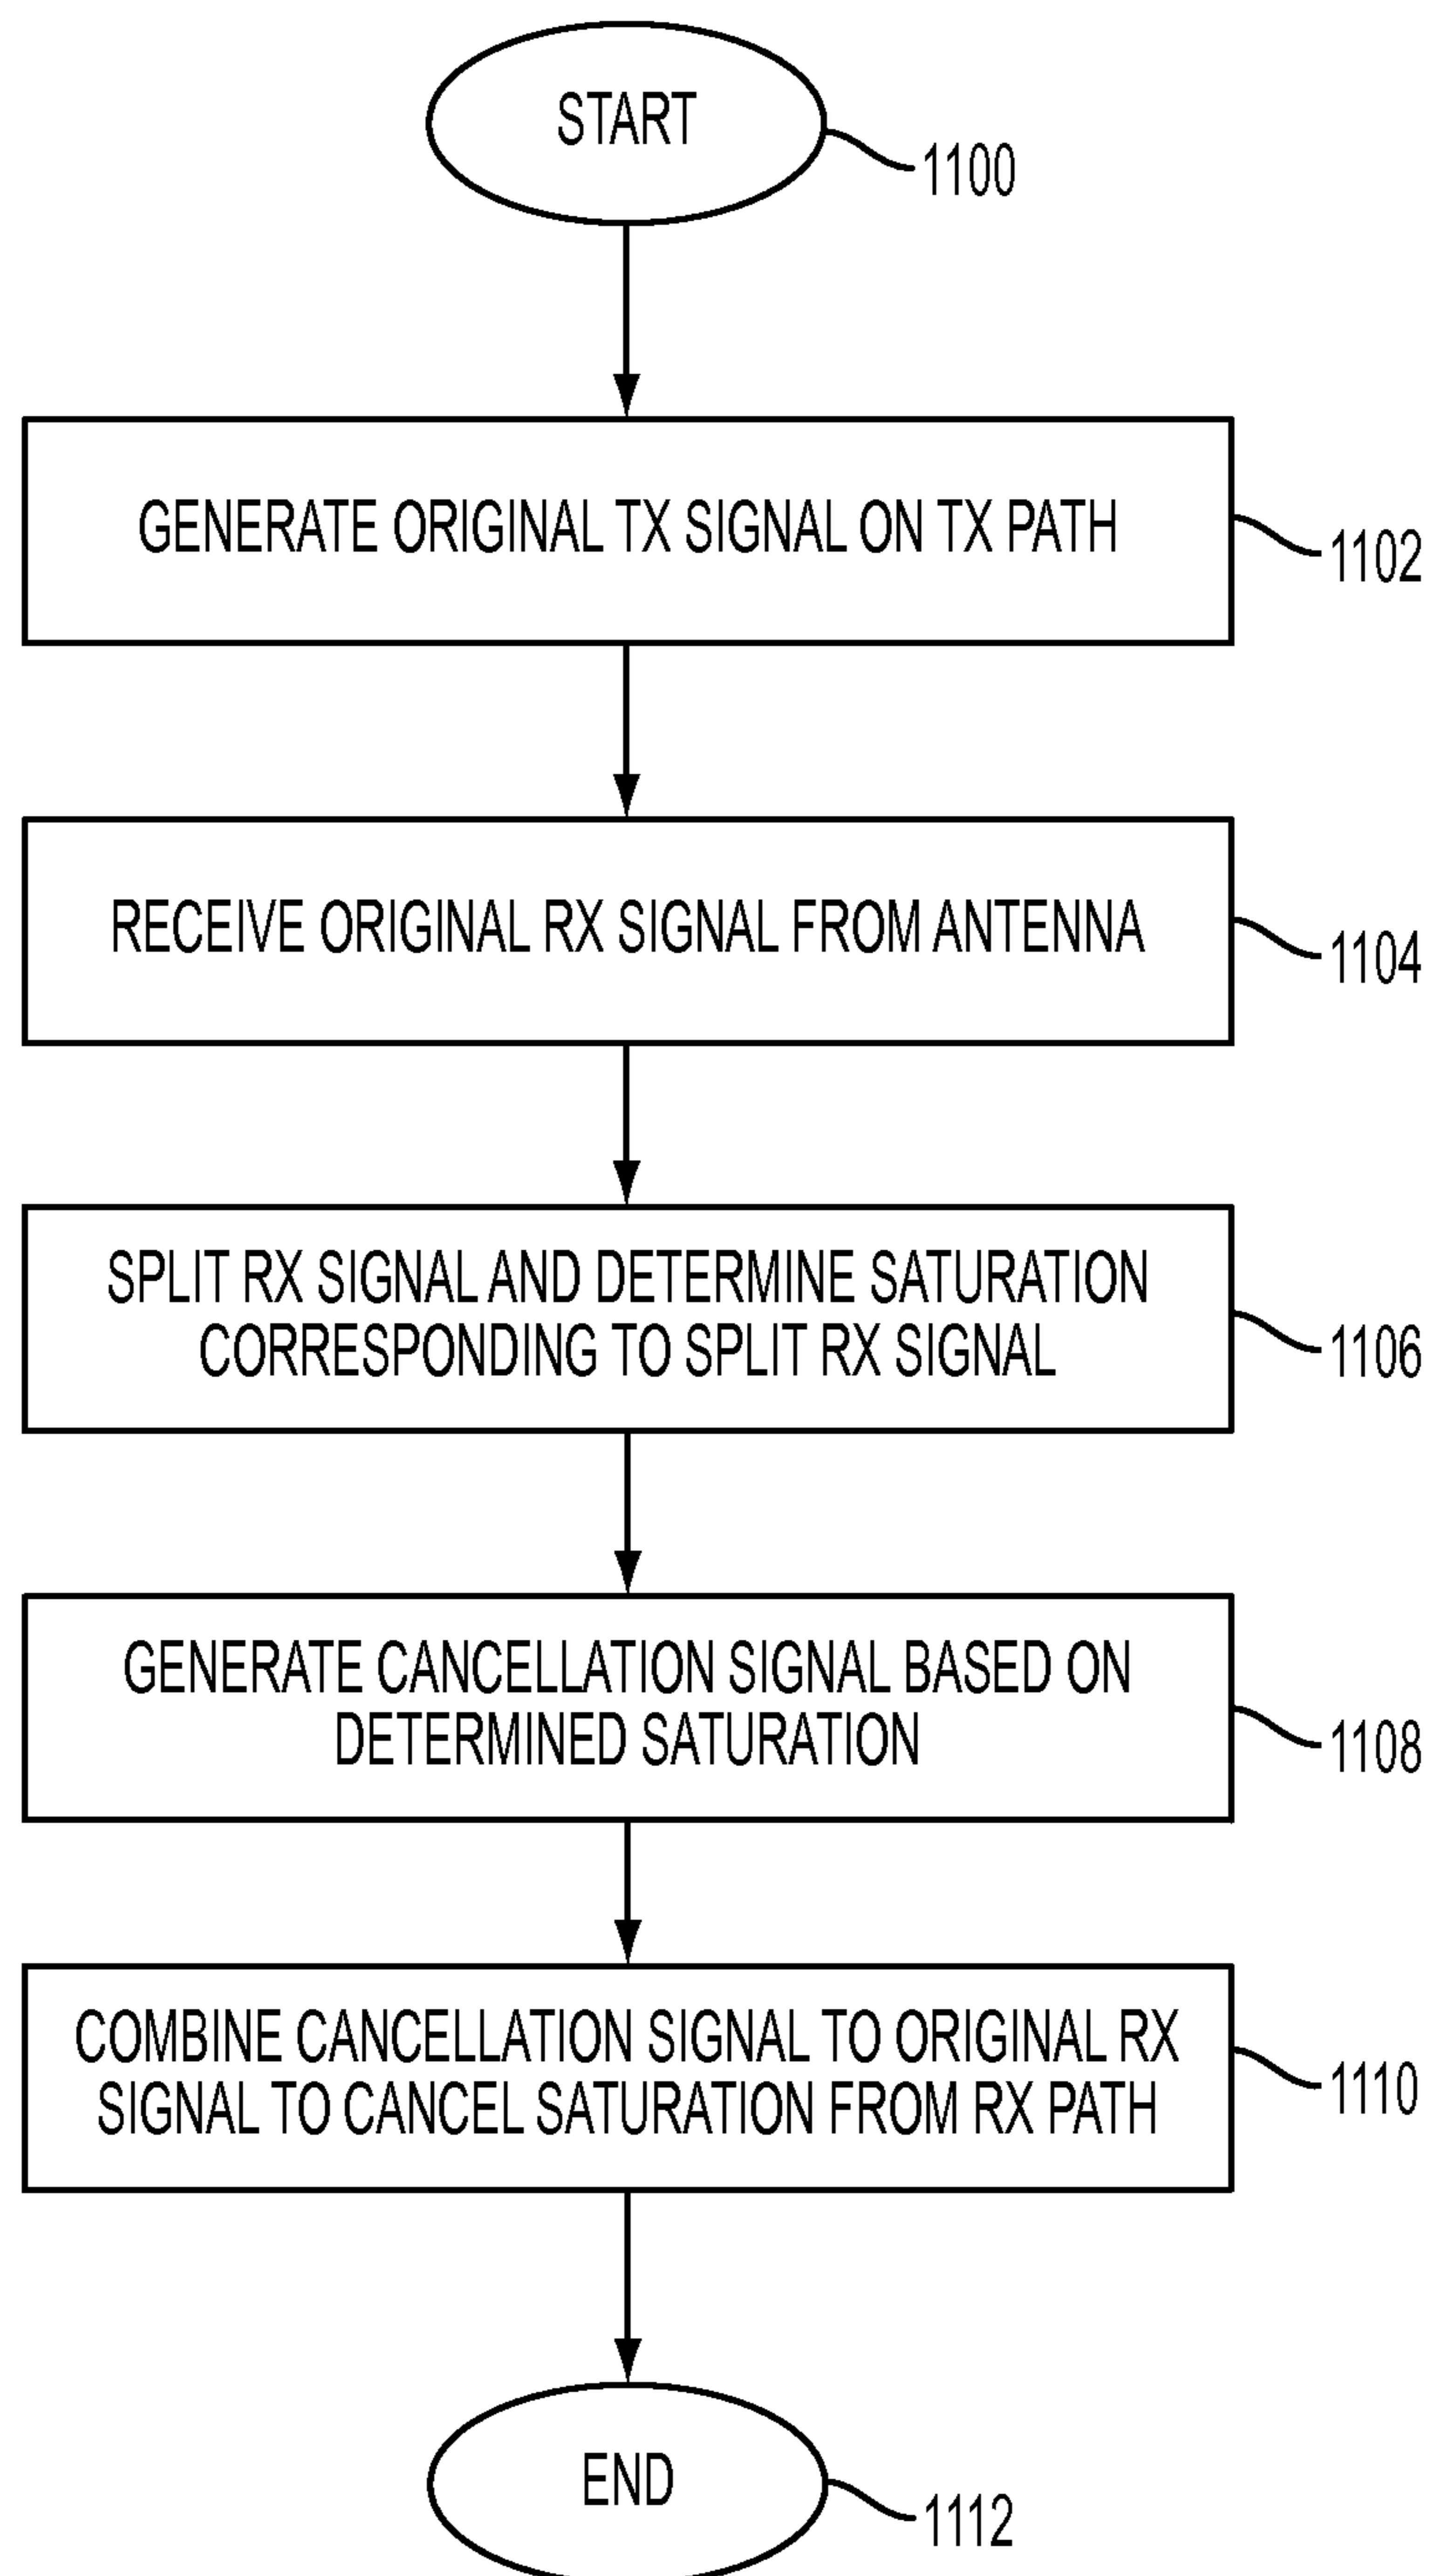 START
1100
GENERATE ORIGINAL TX SIGNAL ON TX PATH
1102
RECEIVE ORIGINAL RX SIGNAL FROM ANTENNA
1104
SPLIT RX SIGNAL AND DETERMINE SATURATION
CORRESPONDING TO SPLIT RX SIGNAL
1106
GENERATE CANCELLATION SIGNAL BASED ON
DETERMINED SATURATION
1108
COMBINE CANCELLATION SIGNAL TO ORIGINAL RX
SIGNAL TO CANCEL SATURATION FROM RX PATH
1110
END
1112